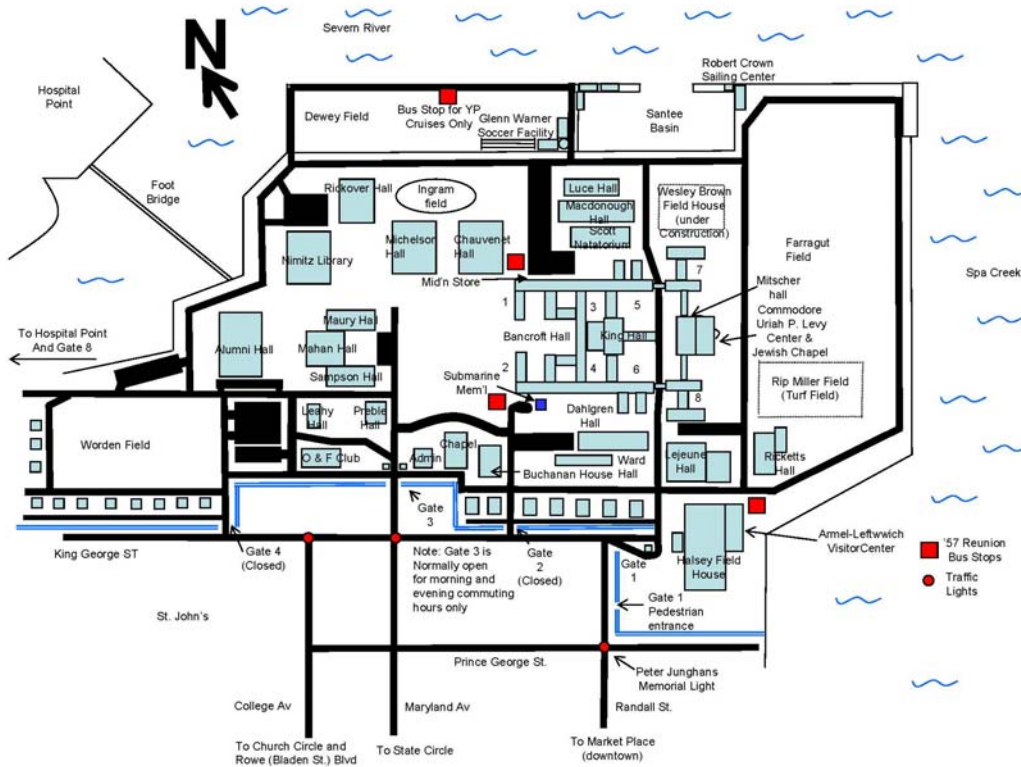 Severn River
N
Hospital
Point
Robert Crown
Sailing Center
Dewey Field
Bus Stop for YP
Cruises Only
Glenn Warner
Soccer Facility
Santee
Basin
Foot
Bridge
Rickover Hall
Ingram
field
Luce Hall
Macdonough
Hall
Scott
Natatorium
Wesley Brown
Field House
(under
Construction)
Michelson
Hall
Chauvenet
Hall
Farragut
Field
Nimitz Library
Mid'n Store
7
Spa Creek
Mitscher
hall
Commodore
Uriah P. Levy
Center &
Jewish Chapel
1
3
5
To Hospital Point
And Gate 8
Maury Hall
Mahan Hall
Sampson Hall
Alumni Hall
Bancroft Hall
King Hall
2
4
6
8
Submarine
Mem'l
Rip Miller Field
(Turf Field)
Leahy
Hall
Preble
Hall
Dahlgren
Hall
Worden Field
O & F Club
Admin
Chapel
Buchanan House
Ward
Hall
Lejeune
Hall
Ricketts
Hall
Gate
3
King George ST
Gate 4
(Closed)
Note: Gate 3 is
Normally open
for morning and
evening commuting
hours only
Gate
2
(Closed)
Gate
1
Halsey Field
House
Armel-Leftwwich
VisitorCenter
'57 Reunion
Bus Stops
Traffic
Lights
Gate 1
Pedestrian
entrance
St. John's
Prince George St.
Peter Junghans
Memorial Light
College Av
Maryland Av
Randall St.
To Church Circle and
Rowe (Bladen St.) Blvd
To State Circle
To Market Place
(downtown)